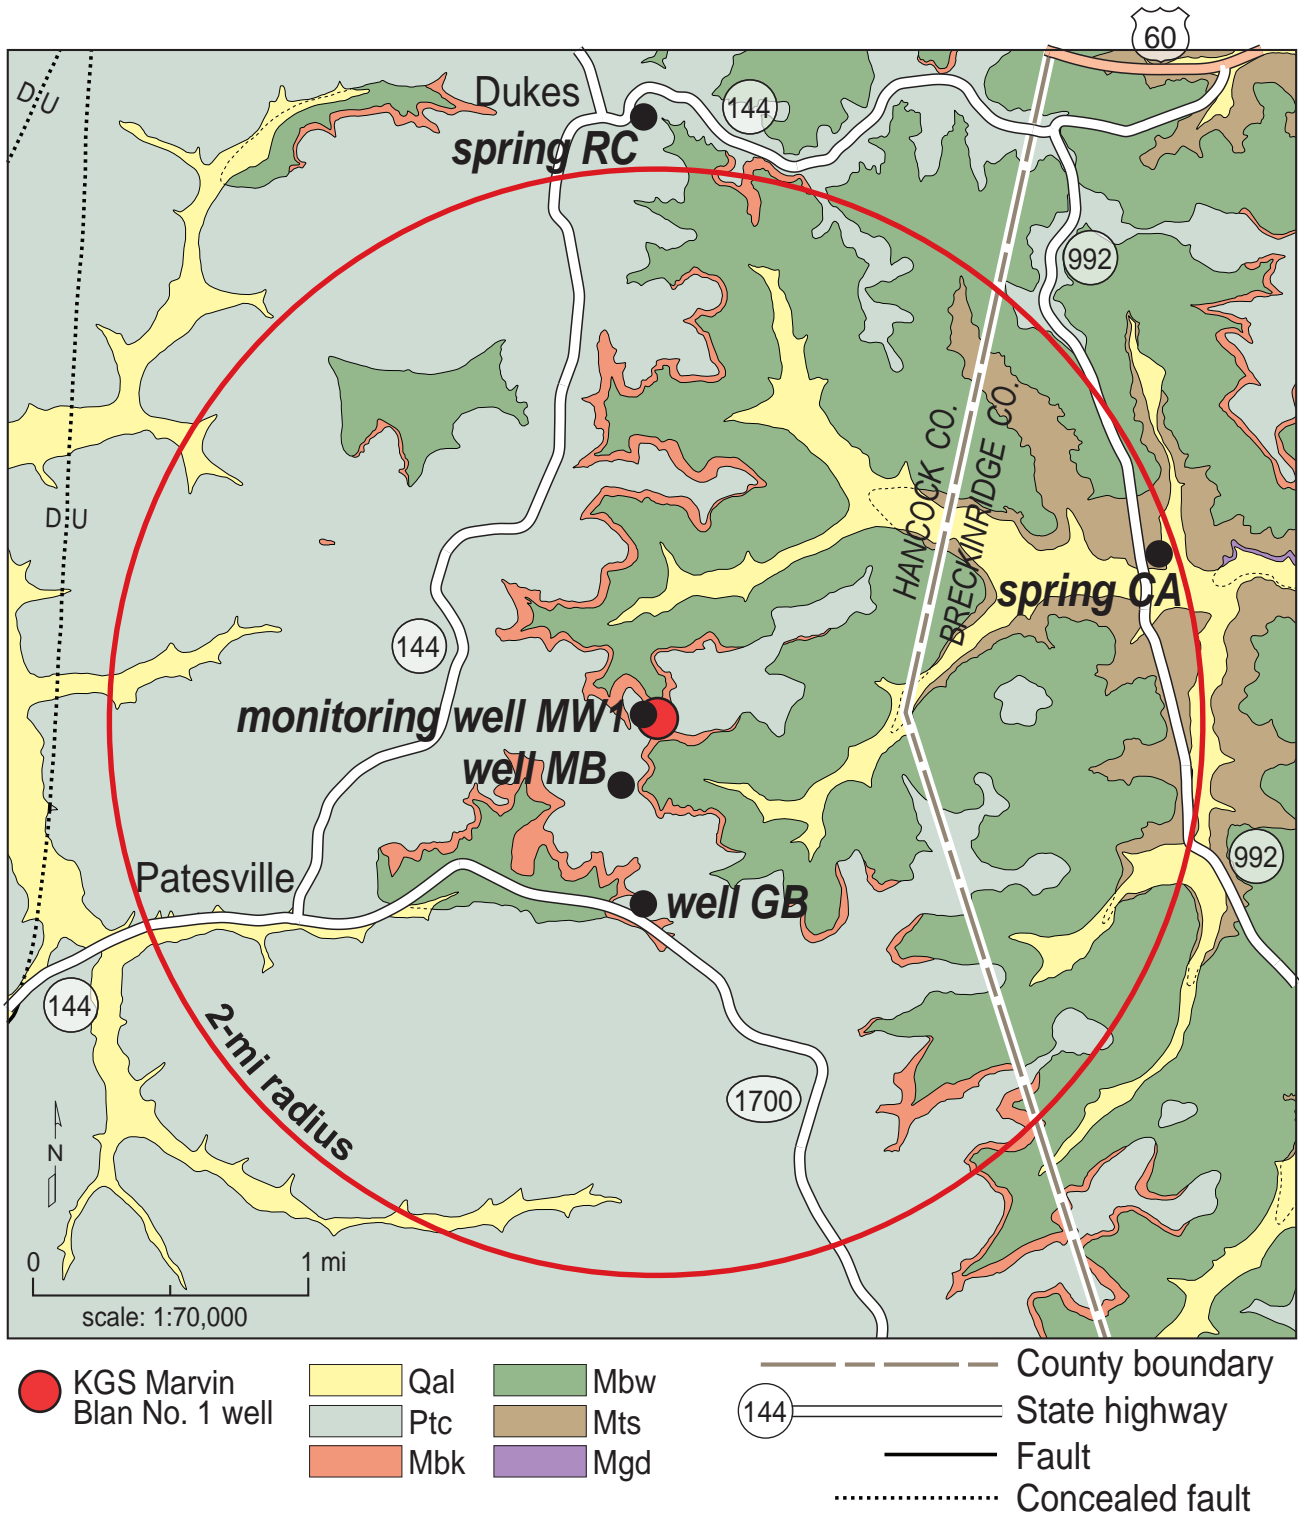 60
D U
Dukes
144
spring RC
992
HANCOCK CO.
BRECKINRIDGE CO.
D U
spring CA
144
monitoring well MW1
well MB
992
Patesville
well GB
144
2-mi radius
1700
N
0 1 mi
scale: 1:70,000
KGS Marvin
Blan No. 1 well
Qal
Ptc
Mbk
Mbw
Mts
Mgd
County boundary
144 State highway
Fault
Concealed fault